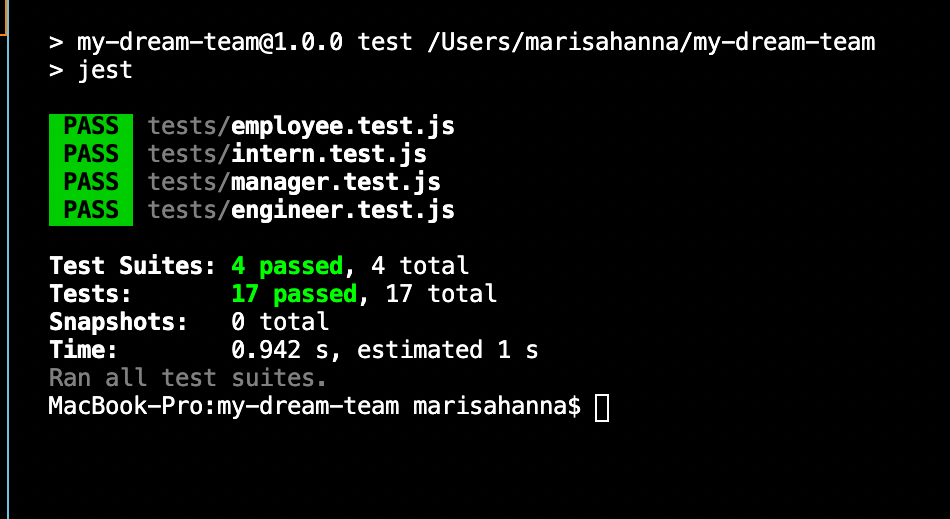 > my-dream-team@1.0.0 test /Users/marisahanna/my-dream-team
> jest
PASS tests/employee.test.js
PASS tests/intern.test.js
PASS tests/manager.test.js
PASS tests/engineer.test.js
Test Suites: 4 passed, 4 total
Tests: 17 passed, 17 total
Snapshots: 0 total
Time: 0.942 s, estimated 1 s
Ran all test suites.
MacBook-Pro:my-dream-team marisahanna$